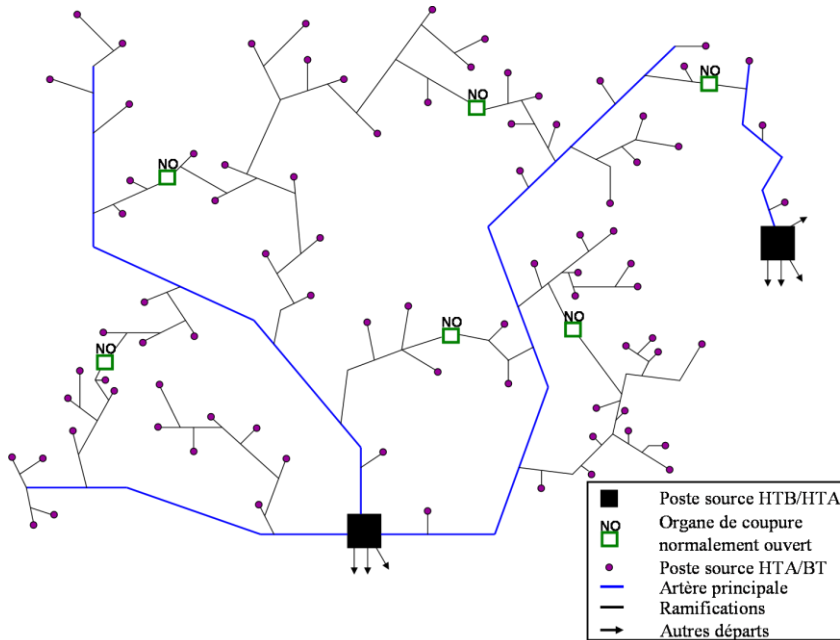 NO
NO
NO
NO
NO
NO
Poste source HTB/HTA
NO
Organe de coupure
normalement ouvert
Poste source HTA/BT
Artère principale
Ramifications
Autres départs